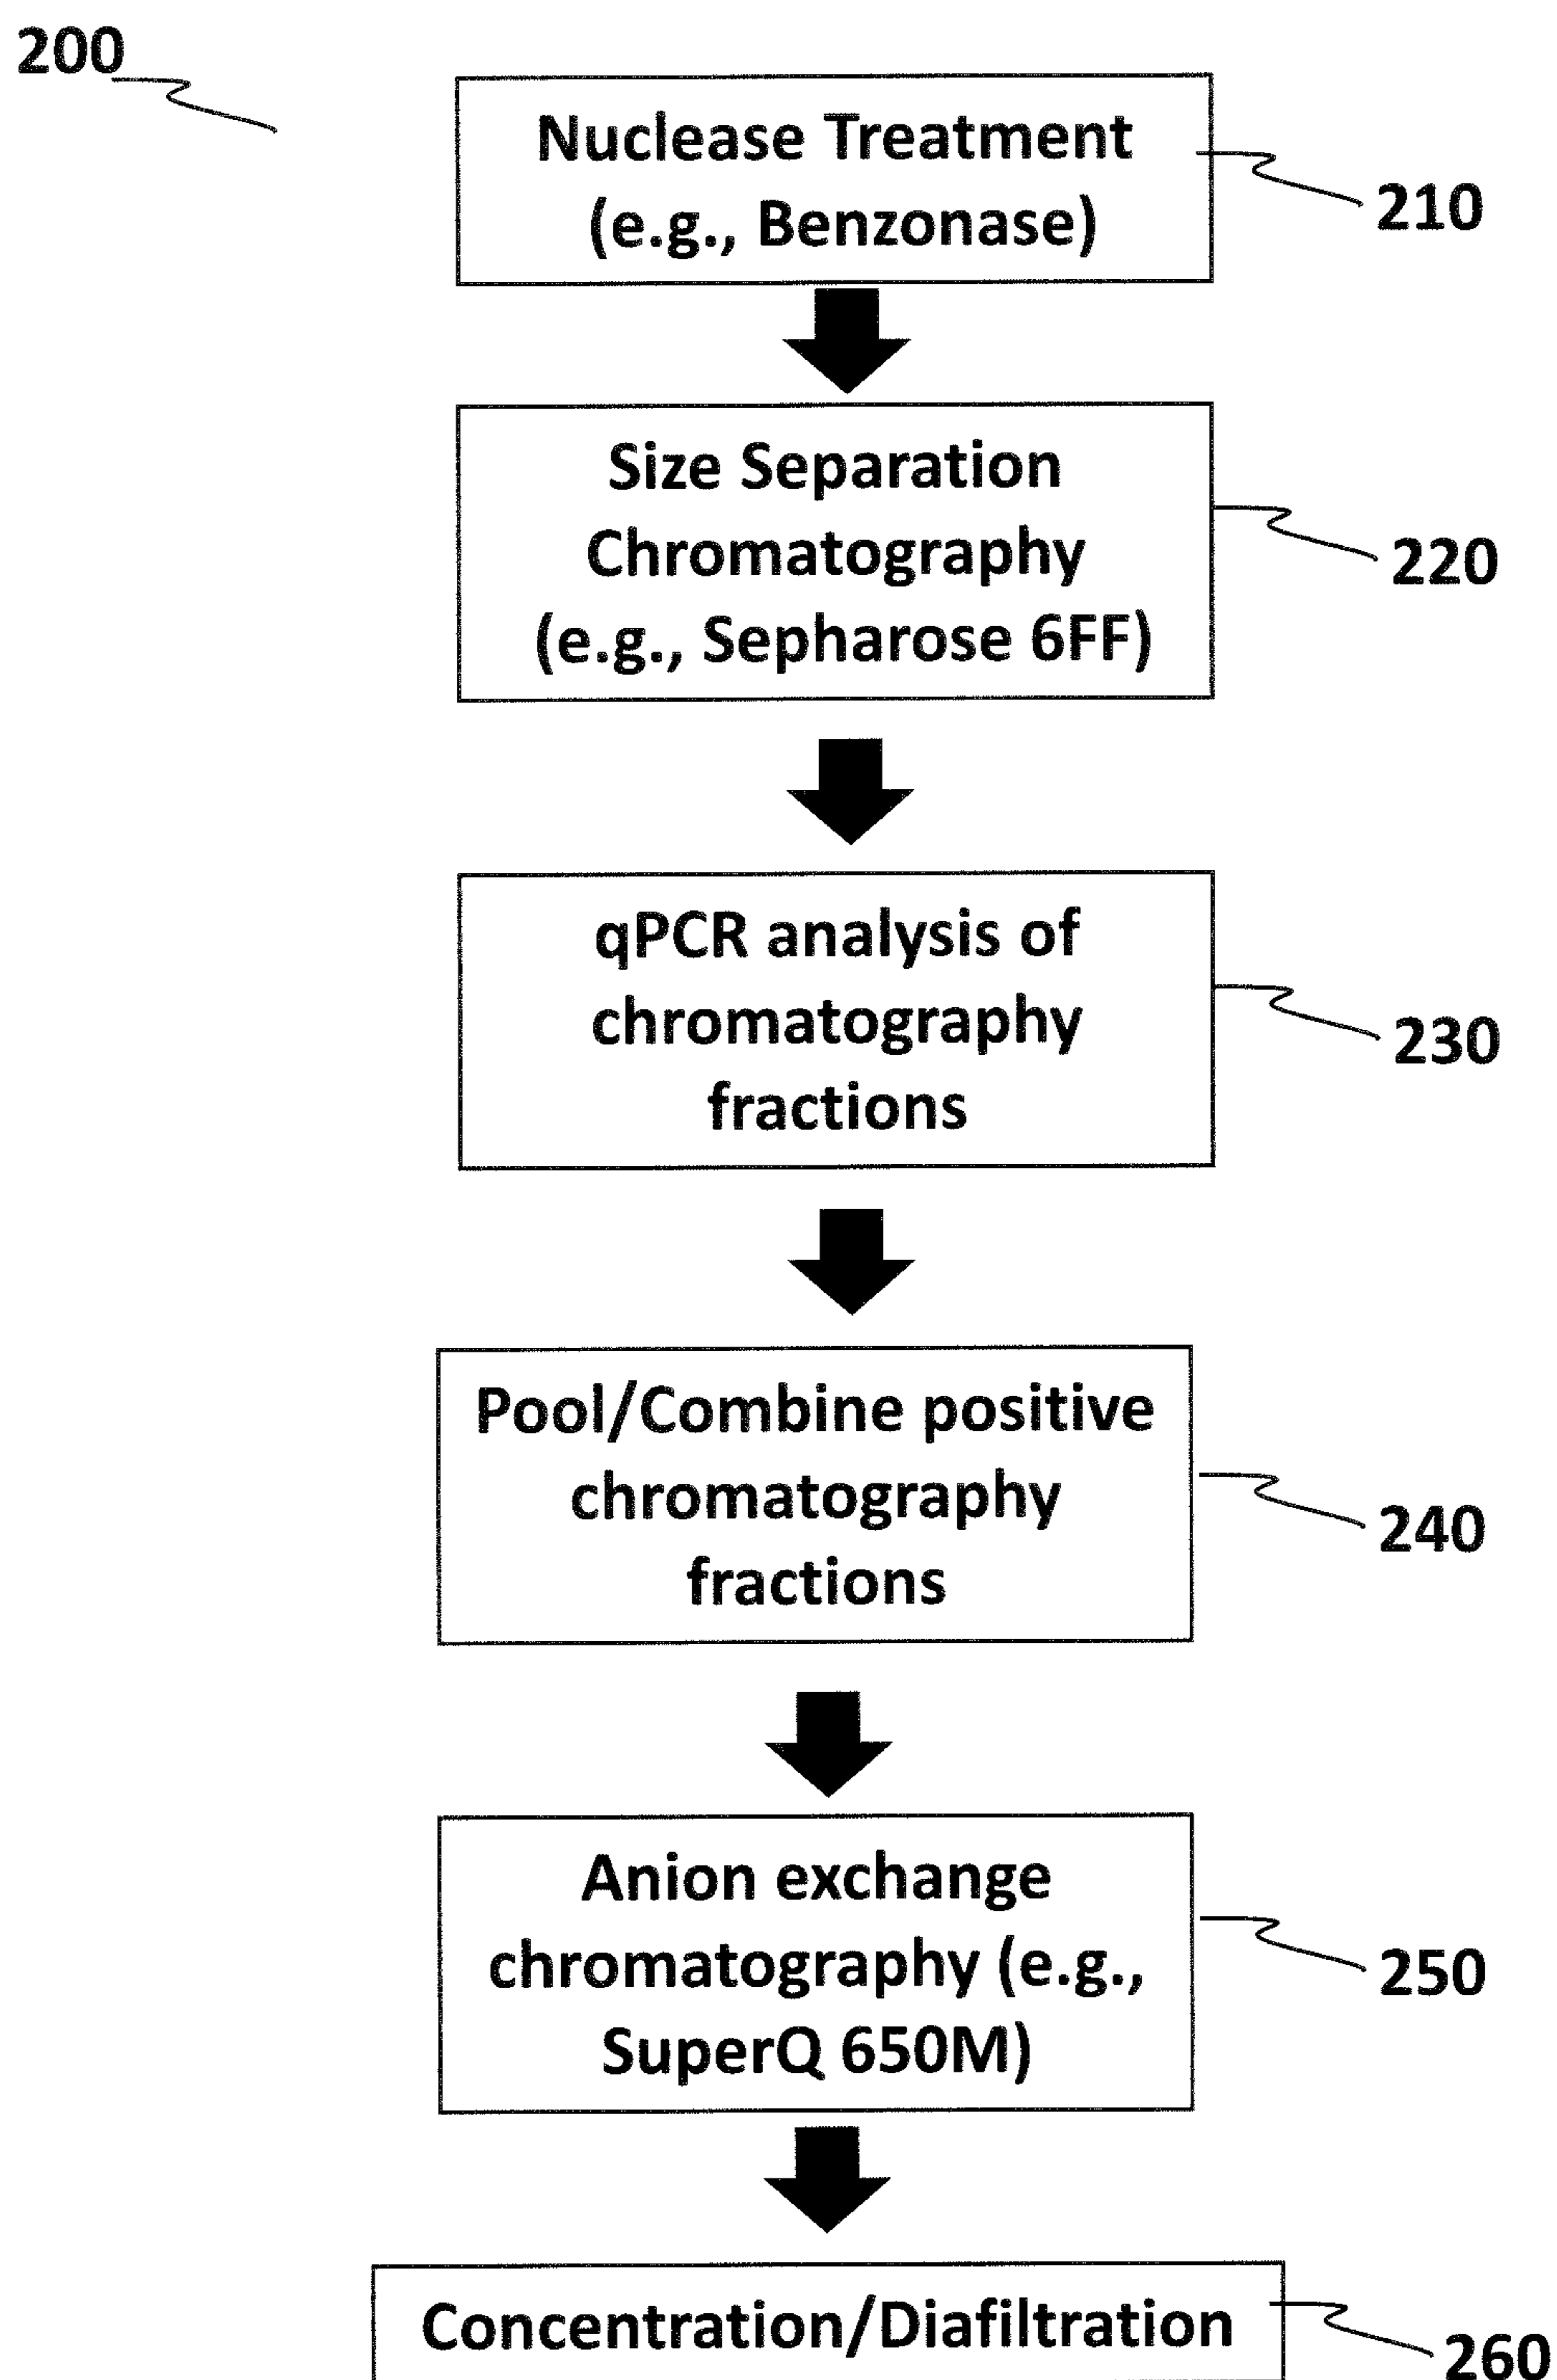 200
Nuclease Treatment
(e.g., Benzonase)
210
Size Separation
Chromatography
(e.g., Sepharose 6FF)
220
qPCR analysis of
chromatography
fractions
230
Pool/Combine positive
chromatography
fractions
240
Anion exchange
chromatography (e.g.,
SuperQ 650M)
250
Concentration/Diafiltration
260